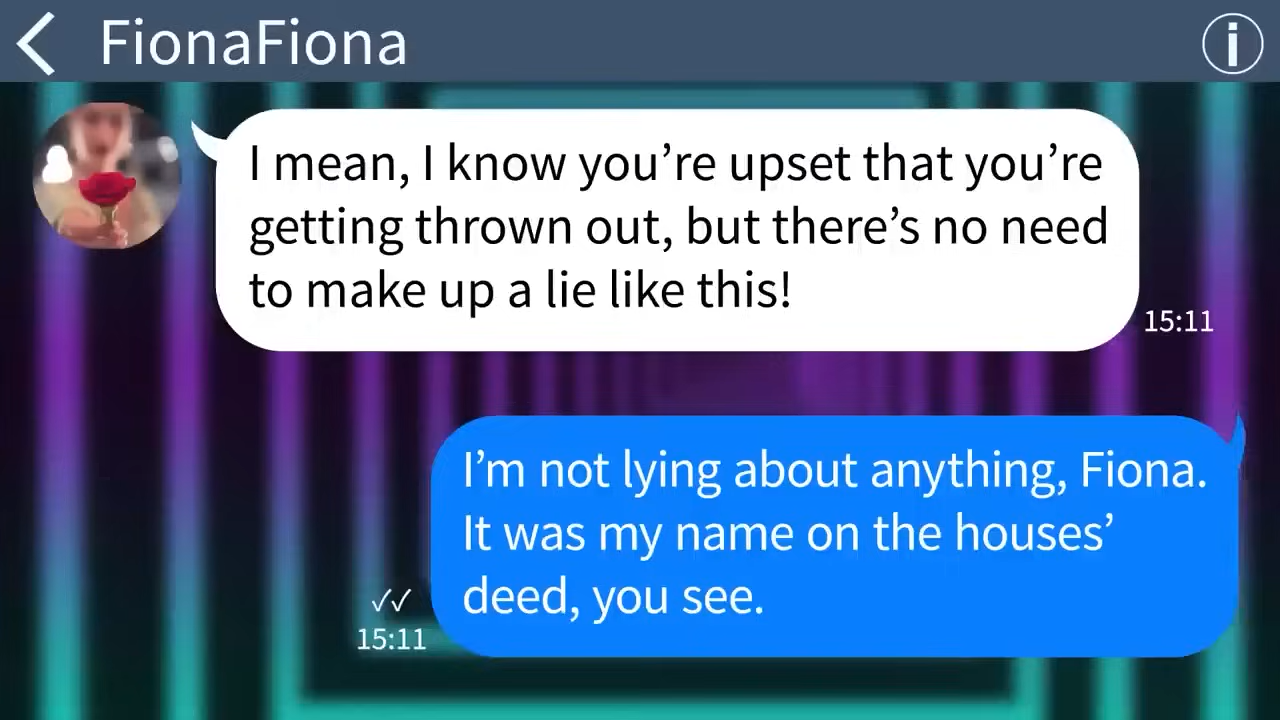 FionaFiona
I mean, I know you’re upset that you’re
getting thrown out, but there’s no need
to make up a lie like this!
15:11
I’m not lying about anything, Fiona.
It was my name on the houses’
deed, you see.
✓✓
15:11